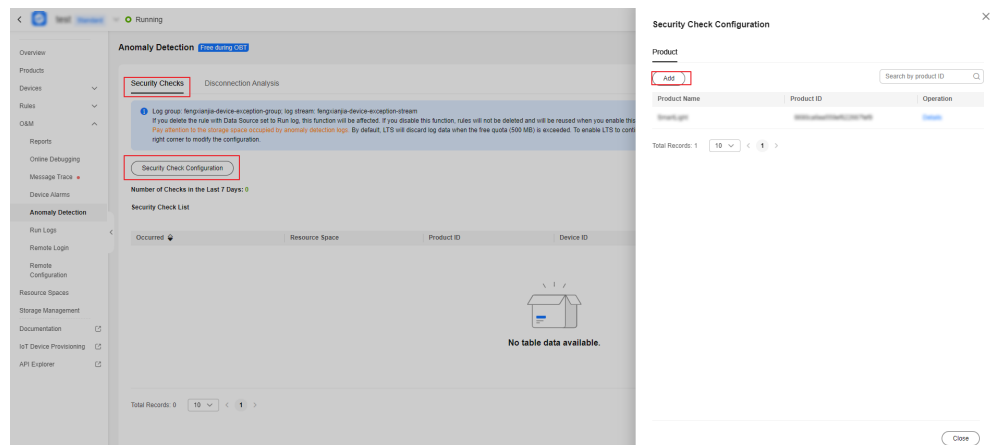 test
Running
Overview
Products
Devices
Rules
O&M
Reports
Online Debugging
Message Trace
Device Alarms
Anomaly Detection
Run Logs
Remote Login
Remote
Configuration
Resource Spaces
Storage Management
Documentation
IoT Device Provisioning
API Explorer
Anomaly Detection Free during OBT
Security Checks Disconnection Analysis
Log group: fengxianjia-device-exception-group; log stream: fengxianjia-device-exception-stream
If you delete the rule with Data Source set to Run log, this function will be affected. If you disable this function, rules will not be deleted and will be reused when you enable this
Pay attention to the storage space occupied by anomaly detection logs. By default, LTS will discard log data when the free quota (500 MB) is exceeded. To enable LTS to conti
right corner to modify the configuration.
Security Check Configuration
Number of Checks in the Last 7 Days: 0
Security Check List
Occurred Resource Space Product ID Device ID
No table data available.
Total Records: 0 10 < 1 >
Security Check Configuration
Product
Add Search by product ID
Product Name Product ID Operation
SmartLight Details
Total Records: 1 10 < 1 >
Close